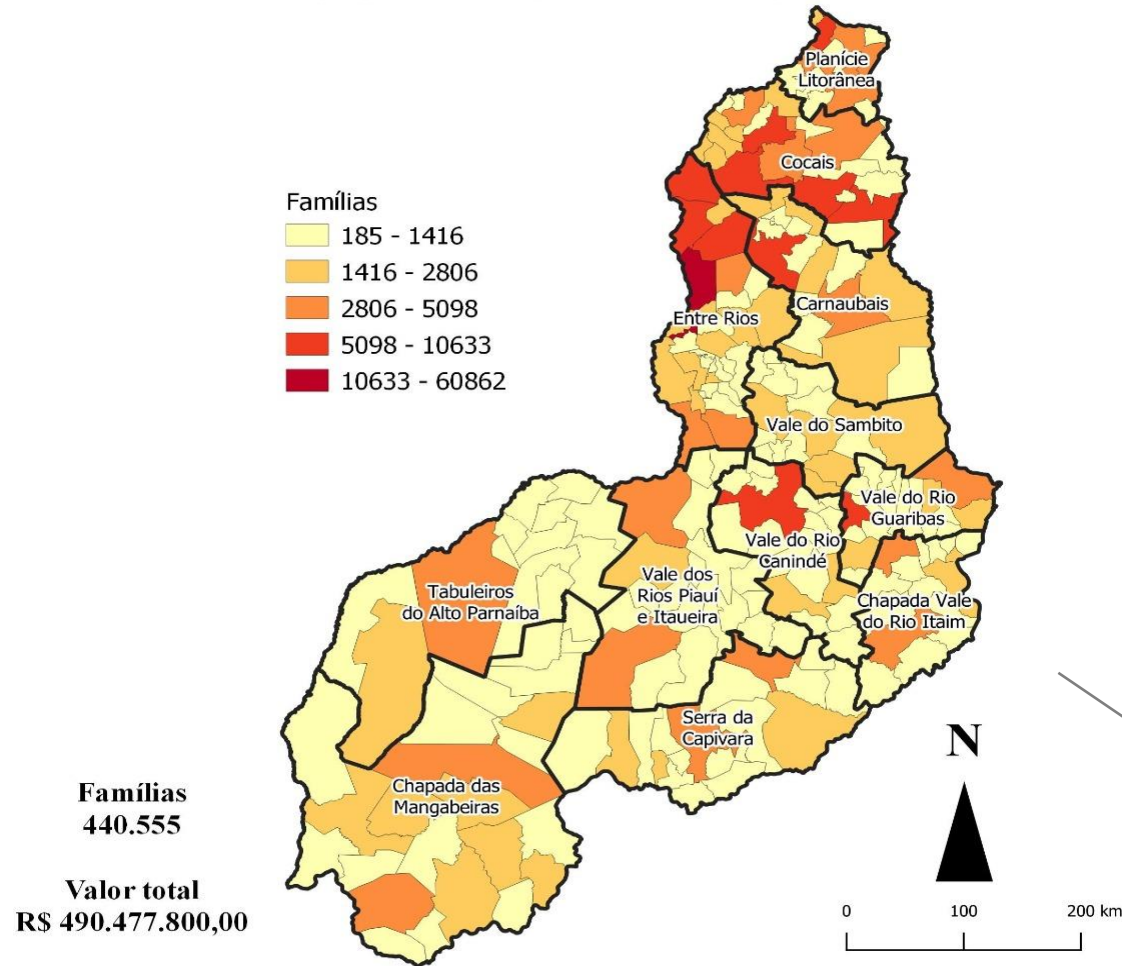 Planície
Litorânea
Cocais
Famílias
185 - 1416
1416 - 2806
2806 - 5098
5098 - 10633
10633 - 60862
Carnaubais
Entre Rios
Vale do Sambito
Vale do Rio
Guaribas
Vale do Rio
Canindé
Tabuleiros
do Alto Parnaíba
Vale dos
Rios Piauí
e Itaueira
Chapada Vale
do Rio Itaim
Serra da
Capivara
N
Chapada das
Mangabeiras
Famílias
440.555
Valor total
R$ 490.477.800,00
0 100 200 km